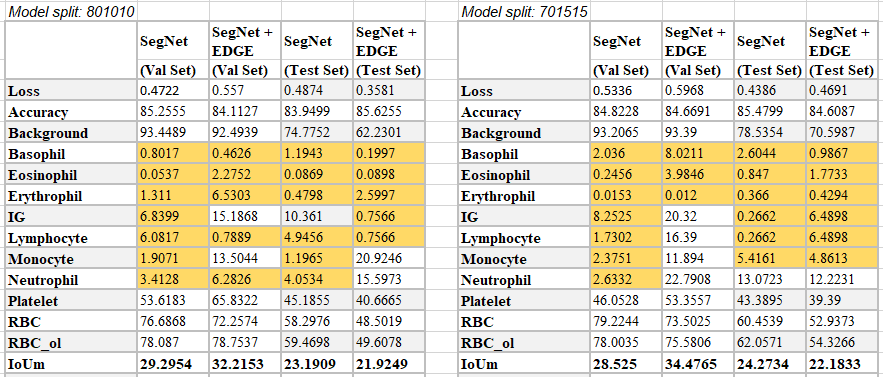 Model split: 801010
SegNet SegNet + EDGE SegNet SegNet + EDGE
(Val Set) (Val Set) (Test Set) (Test Set)
Loss 0.4722 0.557 0.4874 0.3581
Accuracy 85.2555 84.1127 83.9499 85.6255
Background 93.4489 92.4939 74.7752 62.2301
Basophil 0.8017 0.4626 1.1943 0.1997
Eosinophil 0.0537 2.2752 0.0869 0.0898
Erythrophil 1.311 6.5303 0.4798 2.5997
IG 6.8399 15.1868 10.361 0.7566
Lymphocyte 6.0817 0.7889 4.9456 0.7566
Monocyte 1.9071 13.5044 1.1965 20.9246
Neutrophil 3.4128 6.2826 4.0534 15.5973
Platelet 53.6183 65.8322 45.1855 40.6665
RBC 76.6868 72.2574 58.2976 48.5019
RBC_ol 78.087 78.7537 59.4698 49.6078
IoUm 29.2954 32.2153 23.1909 21.9249
Model split: 701515
SegNet SegNet + EDGE SegNet SegNet + EDGE
(Val Set) (Val Set) (Test Set) (Test Set)
Loss 0.5336 0.5968 0.4386 0.4691
Accuracy 84.8228 84.6691 85.4799 84.6087
Background 93.2065 93.39 78.5354 70.5987
Basophil 2.036 8.0211 2.6044 0.9867
Eosinophil 0.2456 3.9846 0.847 1.7733
Erythrophil 0.0153 0.012 0.366 0.4294
IG 8.2525 20.32 0.2662 6.4898
Lymphocyte 1.7302 16.39 0.2662 6.4898
Monocyte 2.3751 11.894 5.4161 4.8613
Neutrophil 2.6332 22.7908 13.0723 12.2231
Platelet 46.0528 53.3557 43.3895 39.39
RBC 79.2244 73.5025 60.4539 52.9373
RBC_ol 78.0035 75.5806 62.0571 54.3266
IoUm 28.525 34.4765 24.2734 22.1833